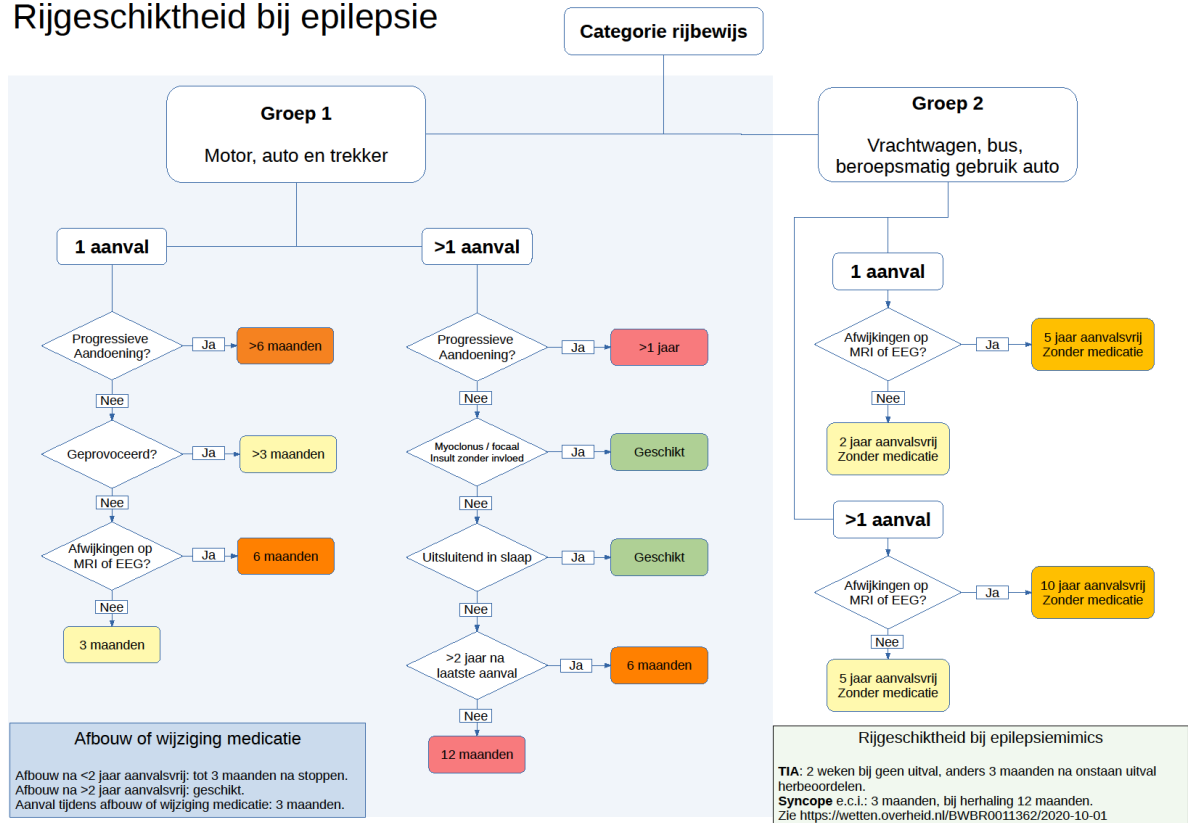 Rijgeschiktheid bij epilepsie
Categorie rijbewijs
Groep 1
Motor, auto en trekker
Groep 2
Vrachtwagen, bus,
beroepsmatig gebruik auto
1 aanval
Progressieve
Aandoening?
Ja
>6 maanden
Nee
Geprovoceerd?
Ja
>3 maanden
Nee
Afwijkingen op
MRI of EEG?
Ja
6 maanden
Nee
3 maanden
>1 aanval
Progressieve
Aandoening?
Ja
>1 jaar
Nee
Myoclonus / focaal
Insult zonder invloed
Ja
Geschikt
Nee
Uitsluitend in slaap
Ja
Geschikt
Nee
>2 jaar na
laatste aanval
Ja
6 maanden
Nee
12 maanden
1 aanval
Afwijkingen op
MRI of EEG?
Ja
5 jaar aanvalsvrij
Zonder medicatie
Nee
2 jaar aanvalsvrij
Zonder medicatie
>1 aanval
Afwijkingen op
MRI of EEG?
Ja
10 jaar aanvalsvrij
Zonder medicatie
Nee
5 jaar aanvalsvrij
Zonder medicatie
Afbouw of wijziging medicatie
Afbouw na <2 jaar aanvalsvrij: tot 3 maanden na stoppen.
Afbouw na >2 jaar aanvalsvrij: geschikt.
Aanval tijdens afbouw of wijziging medicatie: 3 maanden.
Rijgeschiktheid bij epilepsiemimics
TIA: 2 weken bij geen uitval, anders 3 maanden na onstaan uitval
herbeoordelen.
Syncope e.c.i.: 3 maanden, bij herhaling 12 maanden.
Zie https://wetten.overheid.nl/BWBR0011362/2020-10-01